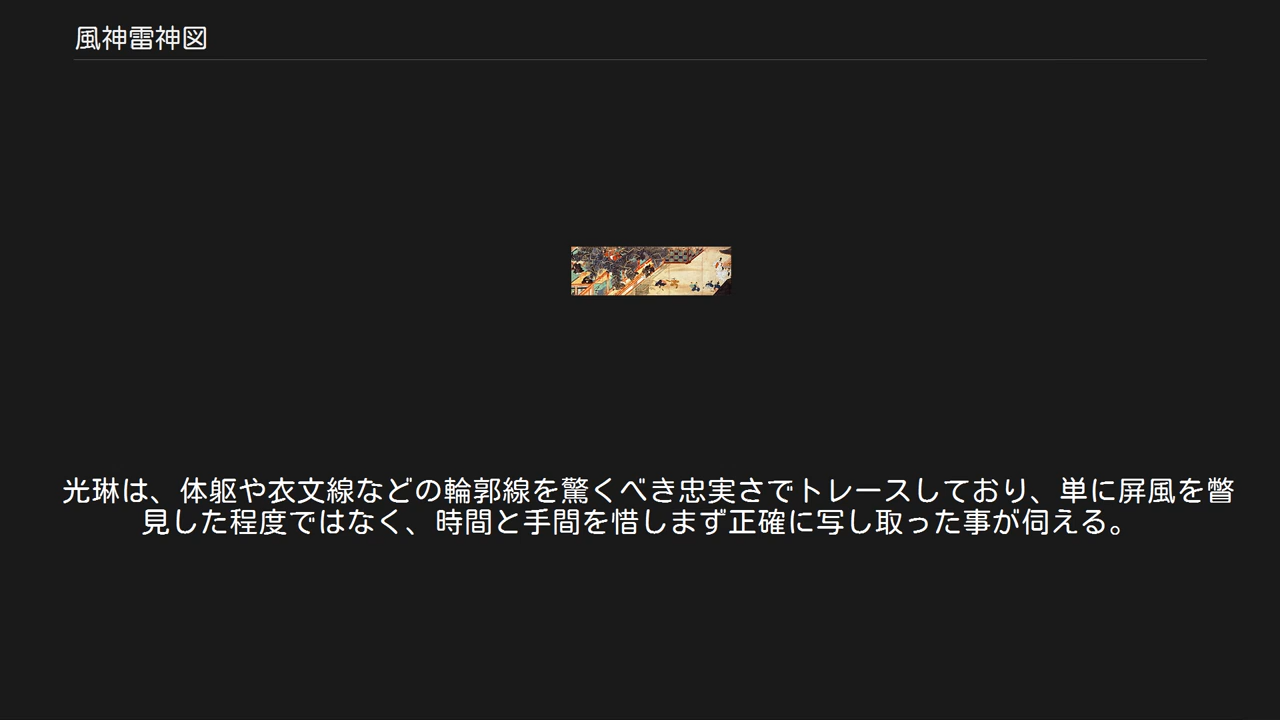 風神雷神図
光琳は、体躯や衣文線などの輪郭線を驚くべき忠実さでトレースしており、単に屏風を瞥
見した程度ではなく、時間と手間を惜しまず正確に写し取った事が伺える。